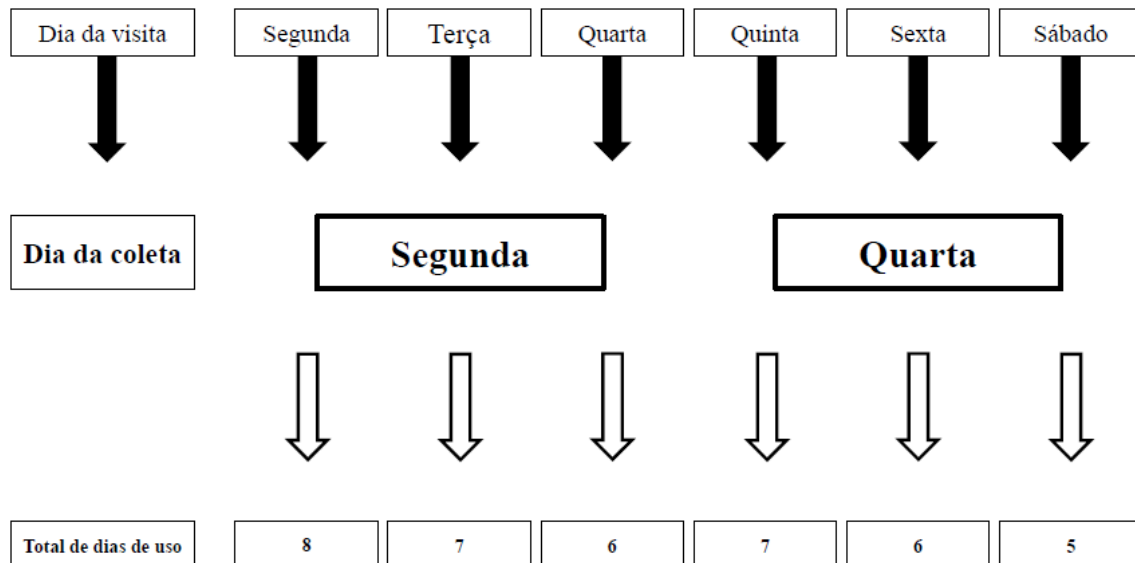 Dia da visita Segunda Terça Quarta Quinta Sexta Sábado
Dia da coleta Segunda Quarta
Total de dias de uso 8 7 6 7 6 5